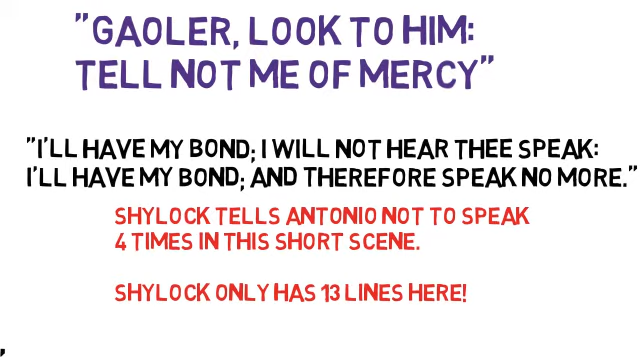 "GAOLER, LOOK TO HIM:
TELL NOT ME OF MERCY"
"I'LL HAVE MY BOND; I WILL NOT HEAR THEE SPEAK:
I'LL HAVE MY BOND; AND THEREFORE SPEAK NO MORE."
SHYLOCK TELLS ANTONIO NOT TO SPEAK
4 TIMES IN THIS SHORT SCENE.
SHYLOCK ONLY HAS 13 LINES HERE!
,